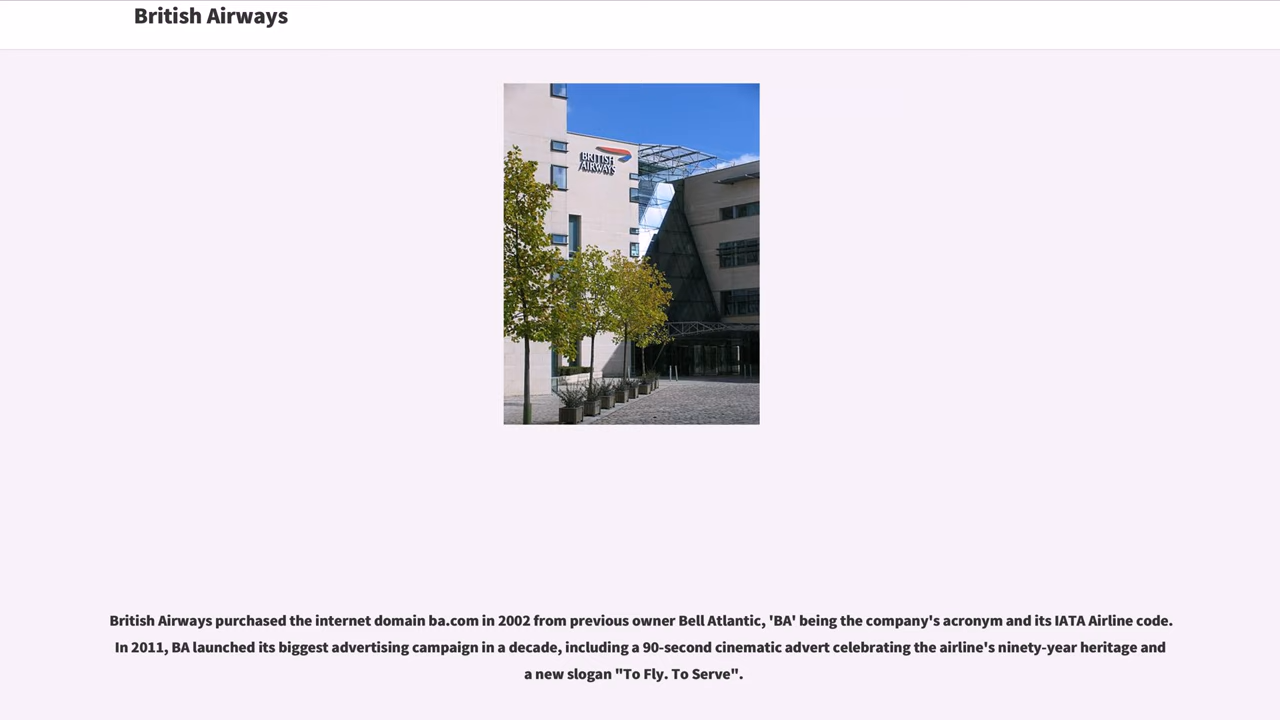 British Airways
BRITISH
AIRWAYS
British Airways purchased the internet domain ba.com in 2002 from previous owner Bell Atlantic, 'BA' being the company's acronym and its IATA Airline code.
In 2011, BA launched its biggest advertising campaign in a decade, including a 90-second cinematic advert celebrating the airline's ninety-year heritage and
a new slogan "To Fly. To Serve".